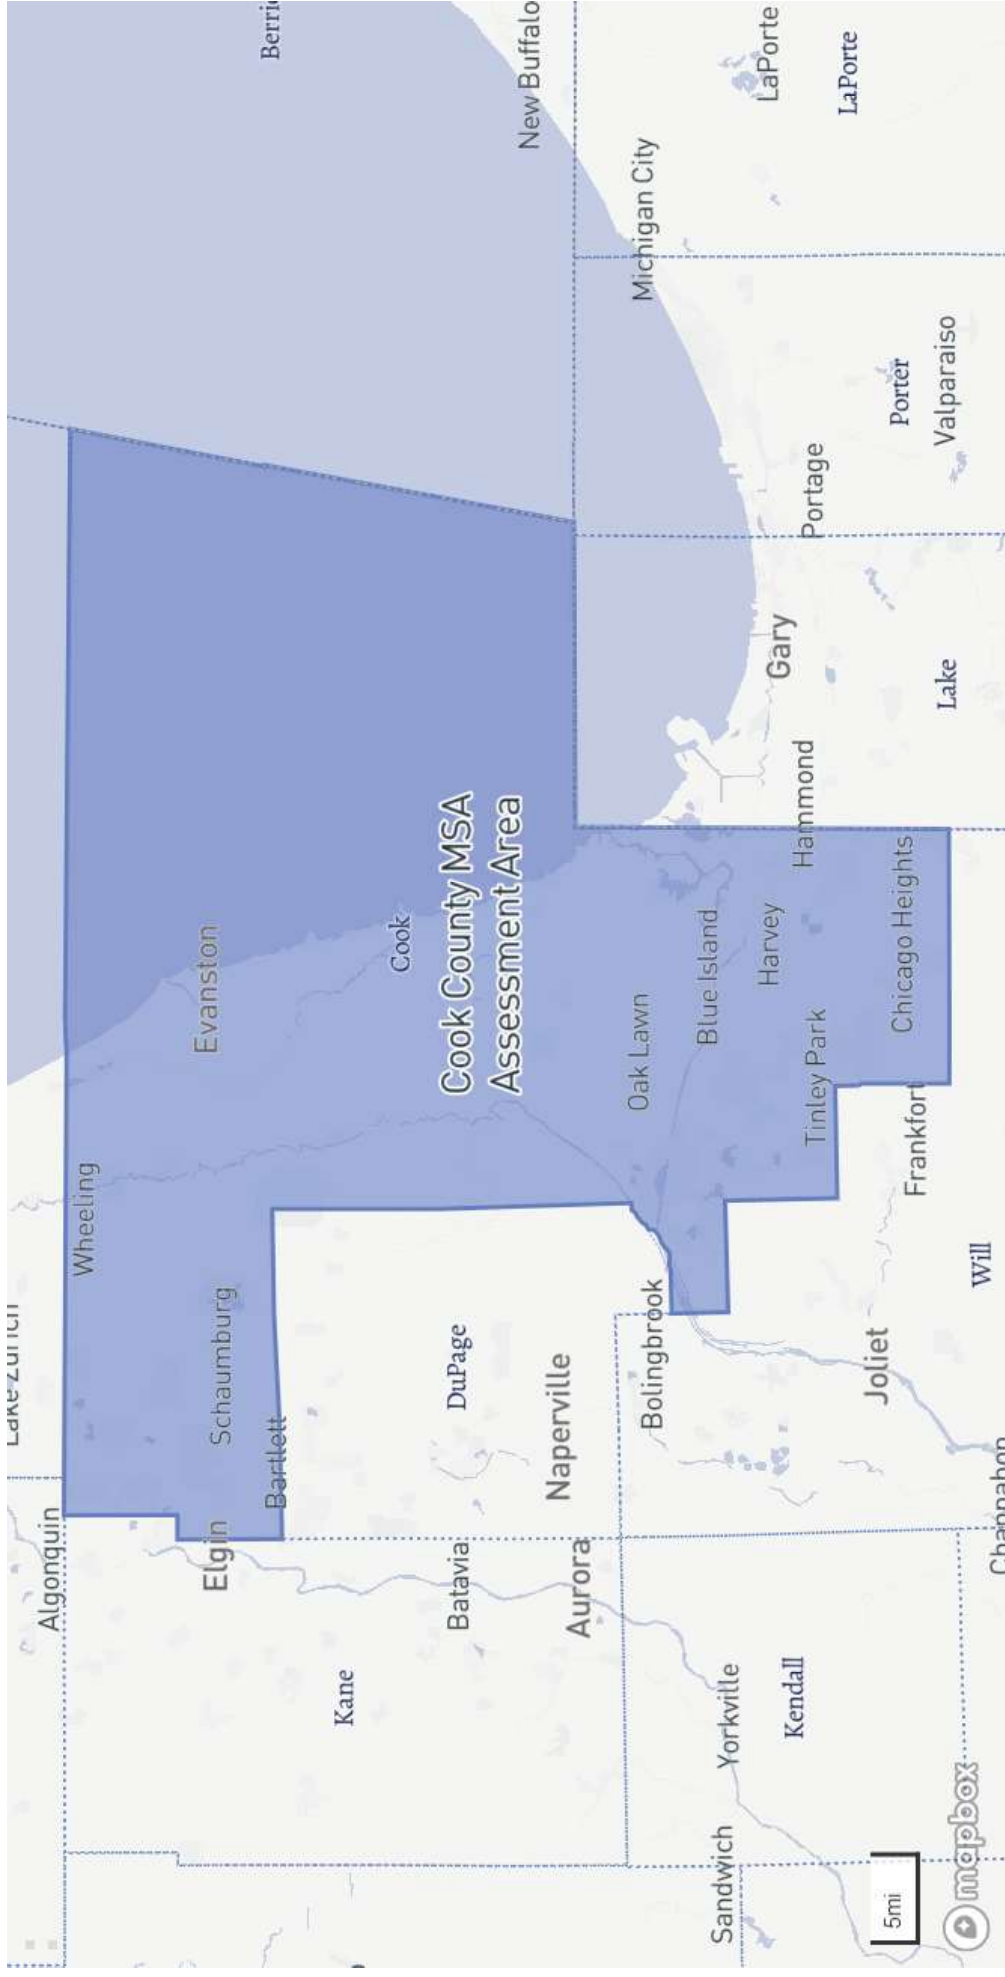 Lake Zurich
Algonquin
Wheeling
Elgin
Schaumburg
Evanston
Bartlett
Kane
Cook
Batavia
DuPage
Cook County MSA
Assessment Area
New Buffalo
Naperville
Aurora
Bolingbrook
Oak Lawn
Michigan City
Sandwich
Yorkville
Blue Island
Harvey
LaPorte
Kendall
Tinley Park
Hammond
Gary
Portage
LaPorte
5mi
Joliet
Frankfort
Chicago Heights
Porter
mapbox
Will
Lake
Valparaiso